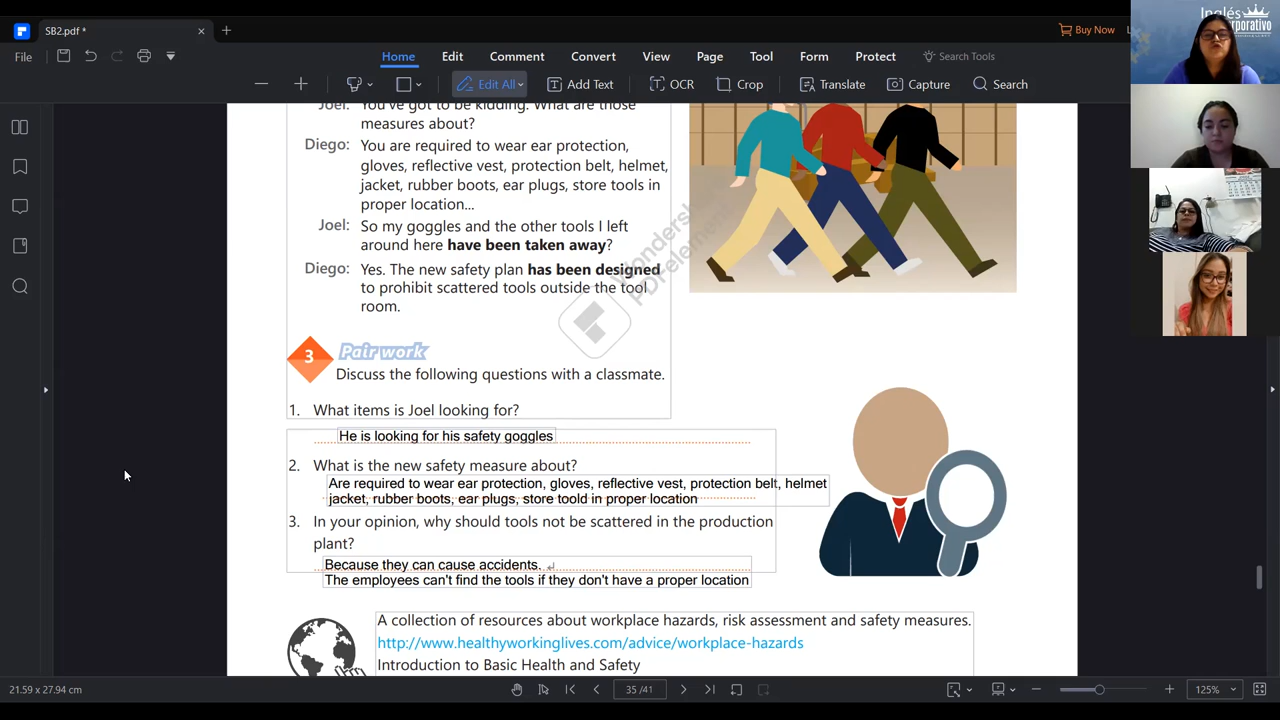 SB2.pdf *
Buy Now
Inglés
File
Home
Edit
Comment
Convert
View
Page
Tool
Form
Protect
Search Tools
Edit All
Add Text
OCR
Crop
Translate
Capture
Search
Joel: You've got to be kidding. What are those
measures about?
Diego: You are required to wear ear protection,
gloves, reflective vest, protection belt, helmet,
jacket, rubber boots, ear plugs, store tools in
proper location...
Joel: So my goggles and the other tools I left
around here have been taken away?
Diego: Yes. The new safety plan has been designed
to prohibit scattered tools outside the tool
room.
3 Pair work
Discuss the following questions with a classmate.
1. What items is Joel looking for?
He is looking for his safety goggles
2. What is the new safety measure about?
Are required to wear ear protection, gloves, reflective vest, protection belt, helmet
jacket, rubber boots, ear plugs, store toold in proper location
3. In your opinion, why should tools not be scattered in the production
plant?
Because they can cause accidents.
The employees can't find the tools if they don't have a proper location
A collection of resources about workplace hazards, risk assessment and safety measures.
http://www.healthyworkinglives.com/advice/workplace-hazards
Introduction to Basic Health and Safety
21.59 x 27.94 cm
35 /41
125%